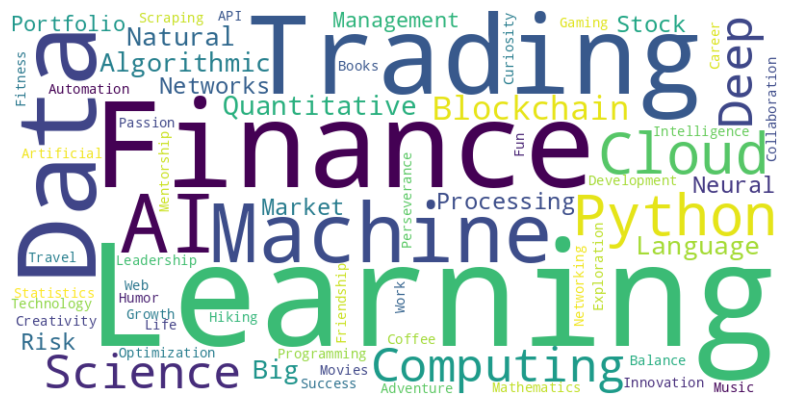 Portfolio
Scraping
API
Trading
Management
Gaming
Stock
Career
Deep
Natural
Curiosity
Fitness
Data
Algorithmic
Books
Networks
Automation
Collaboration
Quantitative
Blockchain
Finance
Passion
Intelligence
Fun
Cloud
Artificial
Mentorship
Perseverance
Development
Neural
AI
Machine
Market
Processing
Python
Language
Travel
Leadership
Learning
Exploration
Networking
Friendship
Web
Work
Statistics
Humor
Technology
Growth
Hiking
Creativity
Life
Risk
Coffee
Optimization
Programming
Computing
Balance
Science
Big
Movies
Success
Adventure
Mathematics
Innovation
Music